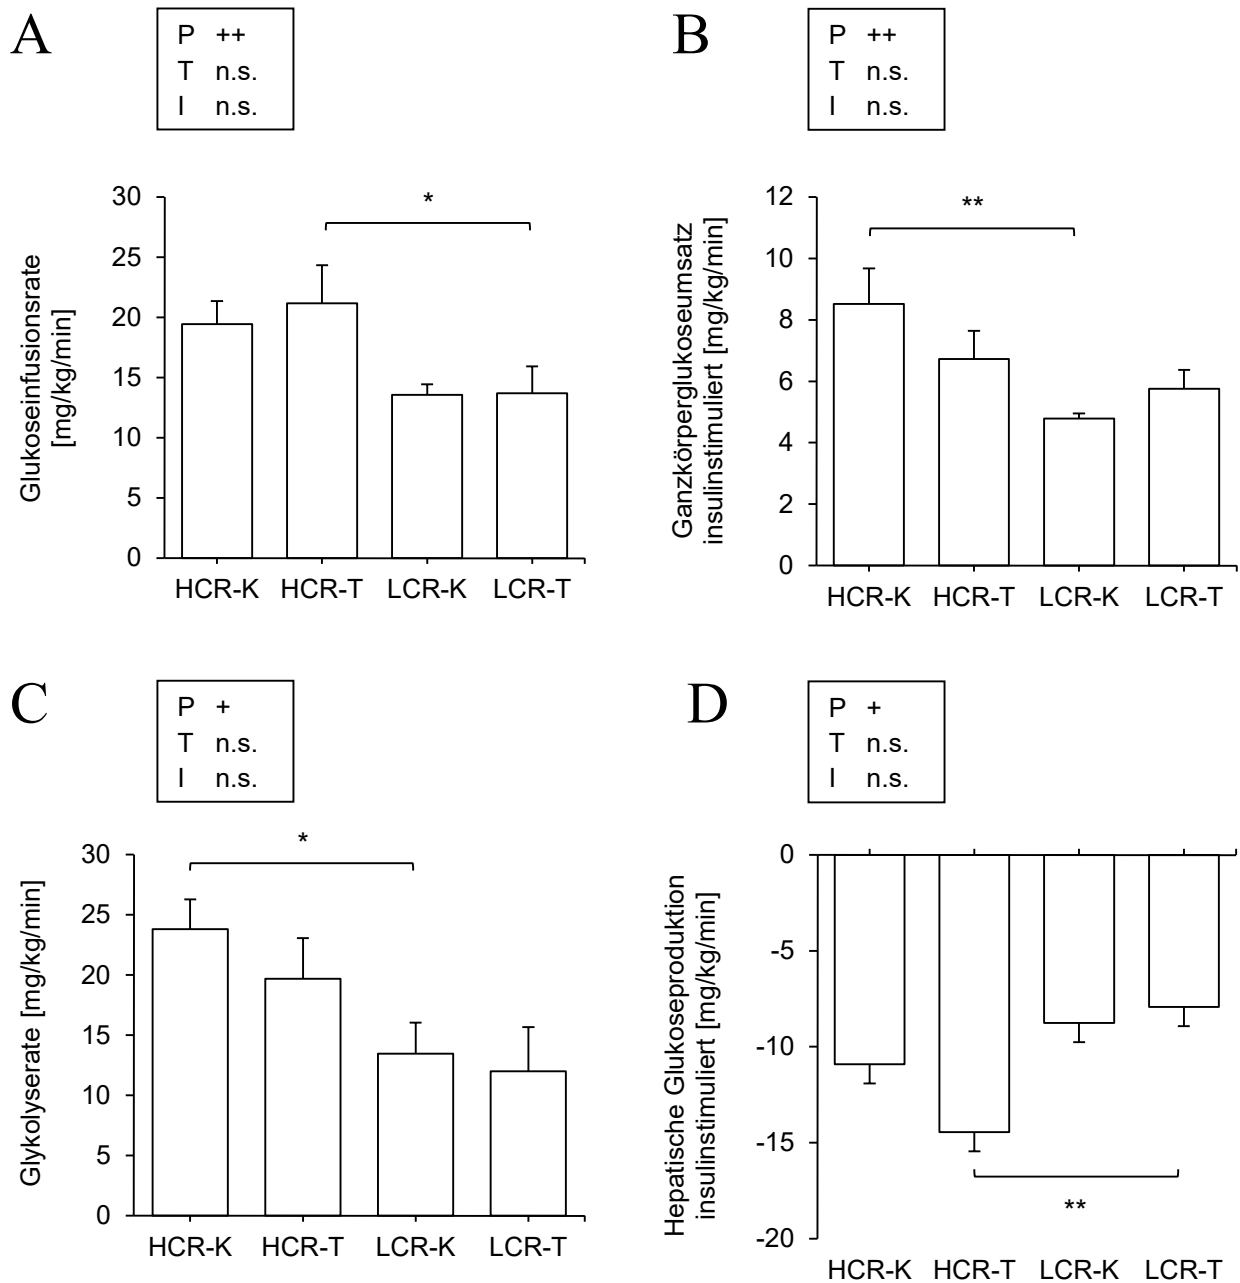 A
P ++
T n.s.
I n.s.
Glukoseinfusionsrate
[mg/kg/min]
30
25
20
15
10
5
0
*
HCR-K HCR-T LCR-K LCR-T
B
P ++
T n.s.
I n.s.
Ganzkörperglukoseumsatz
insulinstimuliert [mg/kg/min]
12
10
8
6
4
2
0
**
HCR-K HCR-T LCR-K LCR-T
C
P +
T n.s.
I n.s.
Glykolyserate [mg/kg/min]
30
25
20
15
10
5
0
*
HCR-K HCR-T LCR-K LCR-T
D
P +
T n.s.
I n.s.
Hepatische Glukoseproduktion
insulinstimuliert [mg/kg/min]
0
-5
-10
-15
-20
**
HCR-K HCR-T LCR-K LCR-T